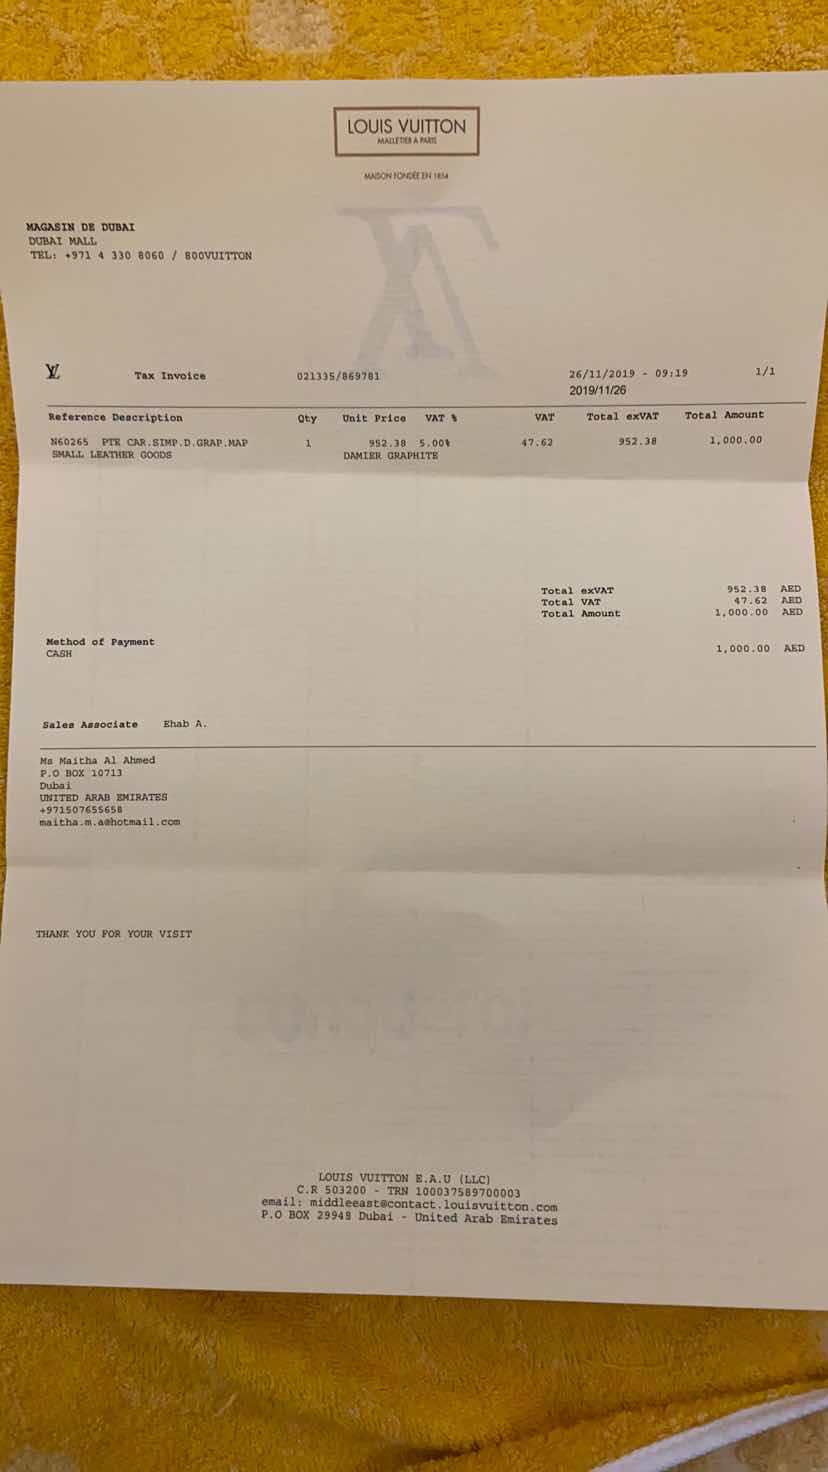 LOUIS VUITTON
MALLETIER À PARIS
MAISON FONDÉE EN 1854
MAGASIN DE DUBAI
DUBAI MALL
TEL: +971 4 330 8060 / 800VUITTON
LV Tax Invoice 021335/869781 26/11/2019 - 09:19 1/1
2019/11/26
Reference Description Qty Unit Price VAT % VAT Total exVAT Total Amount
N60265 PTE CAR.SIMP.D.GRAP.MAP 1 952.38 5.00% 47.62 952.38 1,000.00
SMALL LEATHER GOODS DAMIER GRAPHITE
Total exVAT 952.38 AED
Total VAT 47.62 AED
Total Amount 1,000.00 AED
Method of Payment
CASH 1,000.00 AED
Sales Associate Ehab A.
Ms Maitha Al Ahmed
P.O BOX 10713
Dubai
UNITED ARAB EMIRATES
+971507655658
maitha.m.a@hotmail.com
THANK YOU FOR YOUR VISIT
LOUIS VUITTON E.A.U (LLC)
C.R 503200 - TRN 100037589700003
email: middleeast@contact.louisvuitton.com
P.O BOX 29948 Dubai - United Arab Emirates